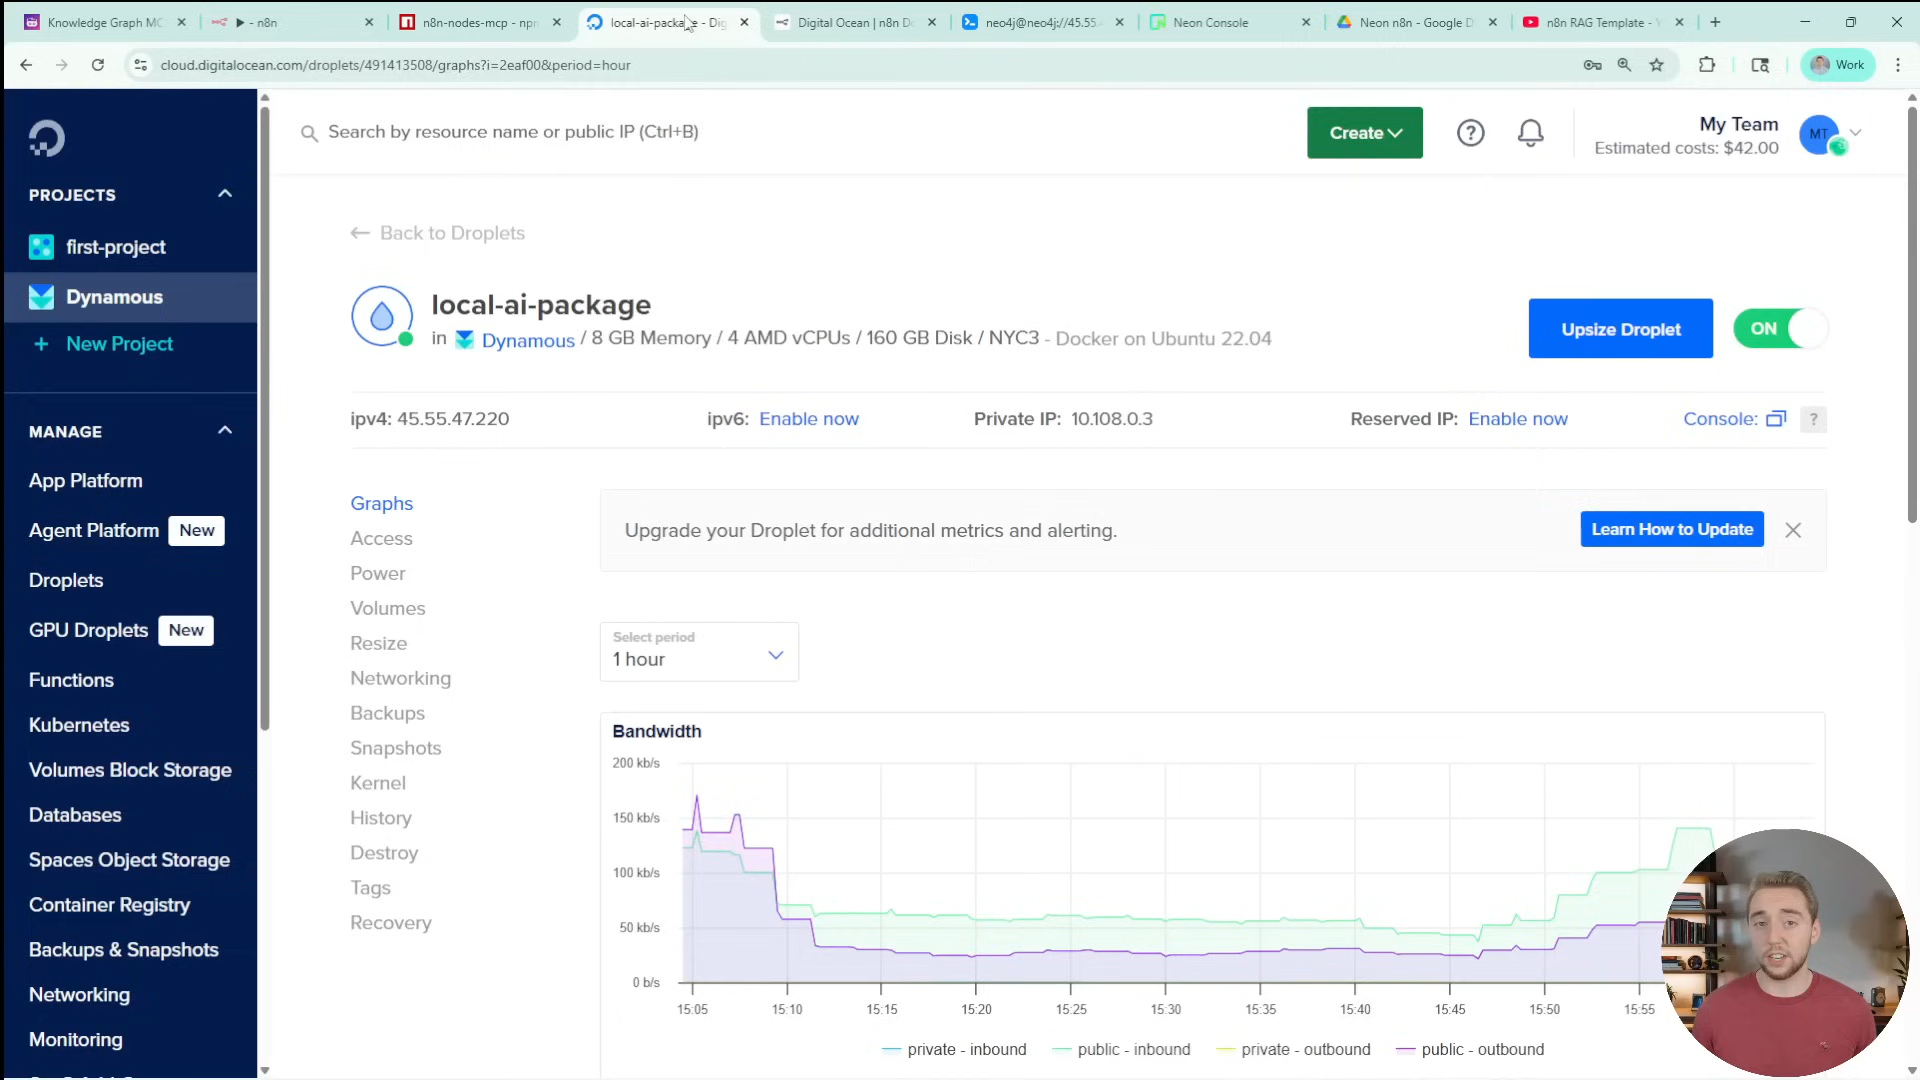 Knowledge Graph MC
- n8n
n8n-nodes-mcp - npm
local-ai-package - Dig
Digital Ocean | n8n D
neo4j@neo4j://45.55.
Neon Console
Neon n8n - Google D
n8n RAG Template - Y
cloud.digitalocean.com/droplets/491413508/graphs?i=2eaf00&period=hour
Work
Search by resource name or public IP (Ctrl+B)
Create
My Team
Estimated costs: $42.00
MT
PROJECTS
first-project
Dynamous
+ New Project
MANAGE
App Platform
Agent Platform New
Droplets
GPU Droplets New
Functions
Kubernetes
Volumes Block Storage
Databases
Spaces Object Storage
Container Registry
Backups & Snapshots
Networking
Monitoring
← Back to Droplets
local-ai-package
in Dynamous / 8 GB Memory / 4 AMD vCPUs / 160 GB Disk / NYC3 - Docker on Ubuntu 22.04
Upsize Droplet
ON
ipv4: 45.55.47.220
ipv6: Enable now
Private IP: 10.108.0.3
Reserved IP: Enable now
Console:
?
Graphs
Access
Power
Volumes
Resize
Networking
Backups
Snapshots
Kernel
History
Destroy
Tags
Recovery
Upgrade your Droplet for additional metrics and alerting.
Learn How to Update
Select period
1 hour
Bandwidth
200 kb/s
150 kb/s
100 kb/s
50 kb/s
0 b/s
15:05 15:10 15:15 15:20 15:25 15:30 15:35 15:40 15:45 15:50 15:55
private - inbound public - inbound private - outbound public - outbound